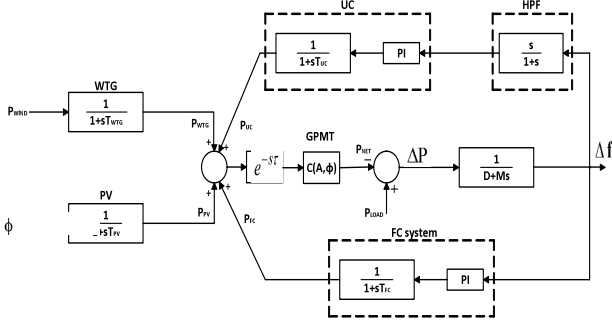 UC
HPF
1
1+sT_UC
PI
s
1+s
WTG
P_WIND
1
1+sT_WTG
P_WTG
P_UC
+
+
+
+
+
GPMT
e^-sτ
C(A,ϕ)
P_NET
−
ΔP
+
P_LOAD
1
D+Ms
Δf
PV
ϕ
1
+sT_PV
P_PV
P_FC
FC system
1
1+sT_FC
PI